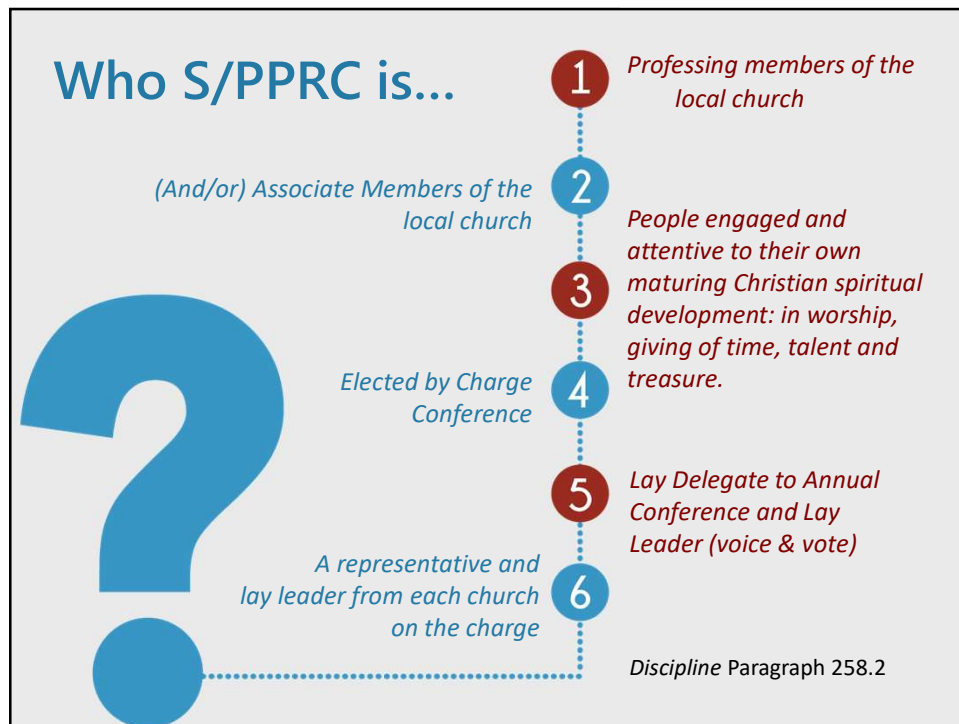 Who S/PPRC is...
1
Professing members of the
local church
2
(And/or) Associate Members of the
local church
3
People engaged and
attentive to their own
maturing Christian spiritual
development: in worship,
giving of time, talent and
treasure.
4
Elected by Charge
Conference
5
Lay Delegate to Annual
Conference and Lay
Leader (voice & vote)
6
A representative and
lay leader from each church
on the charge
?
Discipline Paragraph 258.2